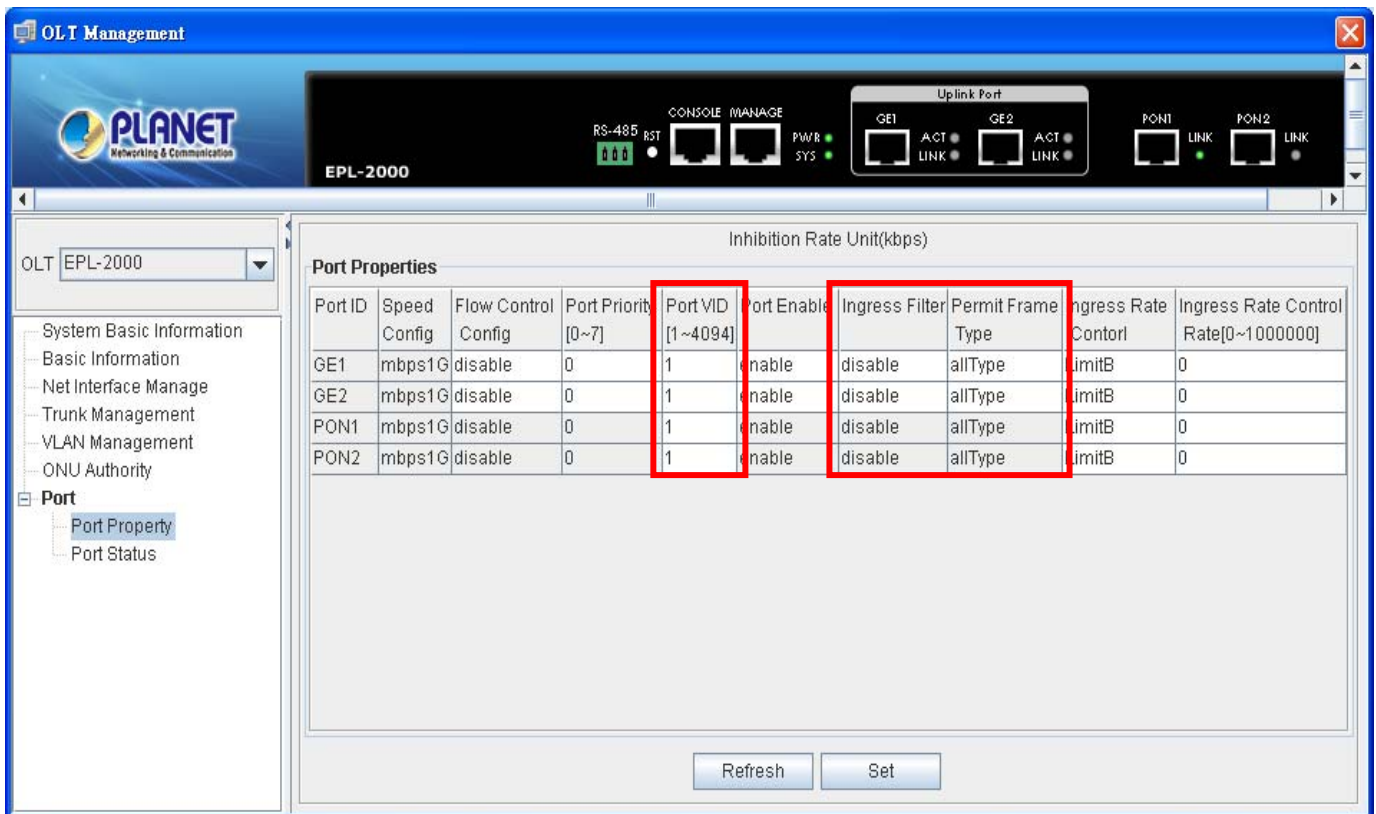 OLT Management
PLANET
Networking & Communication
EPL-2000
RS-485 RST
CONSOLE MANAGE
PWR
SYS
Uplink Port
GE1 GE2
ACT ACT
LINK LINK
PON1 PON2
LINK LINK
OLT EPL-2000
System Basic Information
Basic Information
Net Interface Manage
Trunk Management
VLAN Management
ONU Authority
Port
Port Property
Port Status
Inhibition Rate Unit(kbps)
Port Properties
Port ID Speed Flow Control Port Priority Port VID Port Enable Ingress Filter Permit Frame Ingress Rate Ingress Rate Control
Config Config [0~7] [1~4094] Type Contorl Rate[0~1000000]
GE1 mbps1G disable 0 1 enable disable allType LimitB 0
GE2 mbps1G disable 0 1 enable disable allType LimitB 0
PON1 mbps1G disable 0 1 enable disable allType LimitB 0
PON2 mbps1G disable 0 1 enable disable allType LimitB 0
Refresh Set